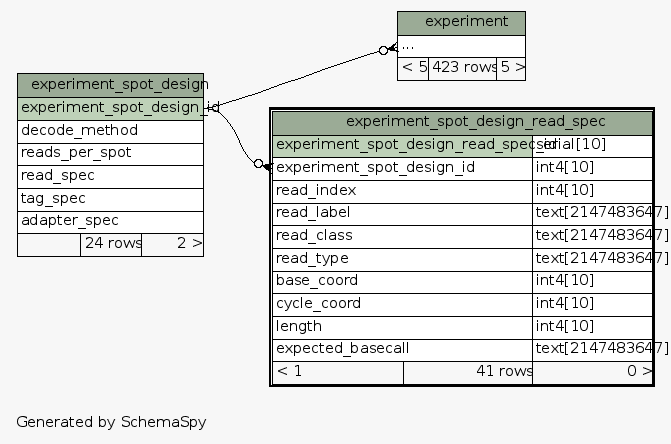 experiment
...
< 5 423 rows 5 >
experiment_spot_design
experiment_spot_design_id
decode_method
reads_per_spot
read_spec
tag_spec
adapter_spec
24 rows 2 >
experiment_spot_design_read_spec
experiment_spot_design_read_spec_id serial[10]
experiment_spot_design_id int4[10]
read_index int4[10]
read_label text[2147483647]
read_class text[2147483647]
read_type text[2147483647]
base_coord int4[10]
cycle_coord int4[10]
length int4[10]
expected_basecall text[2147483647]
< 1 41 rows 0 >
Generated by SchemaSpy